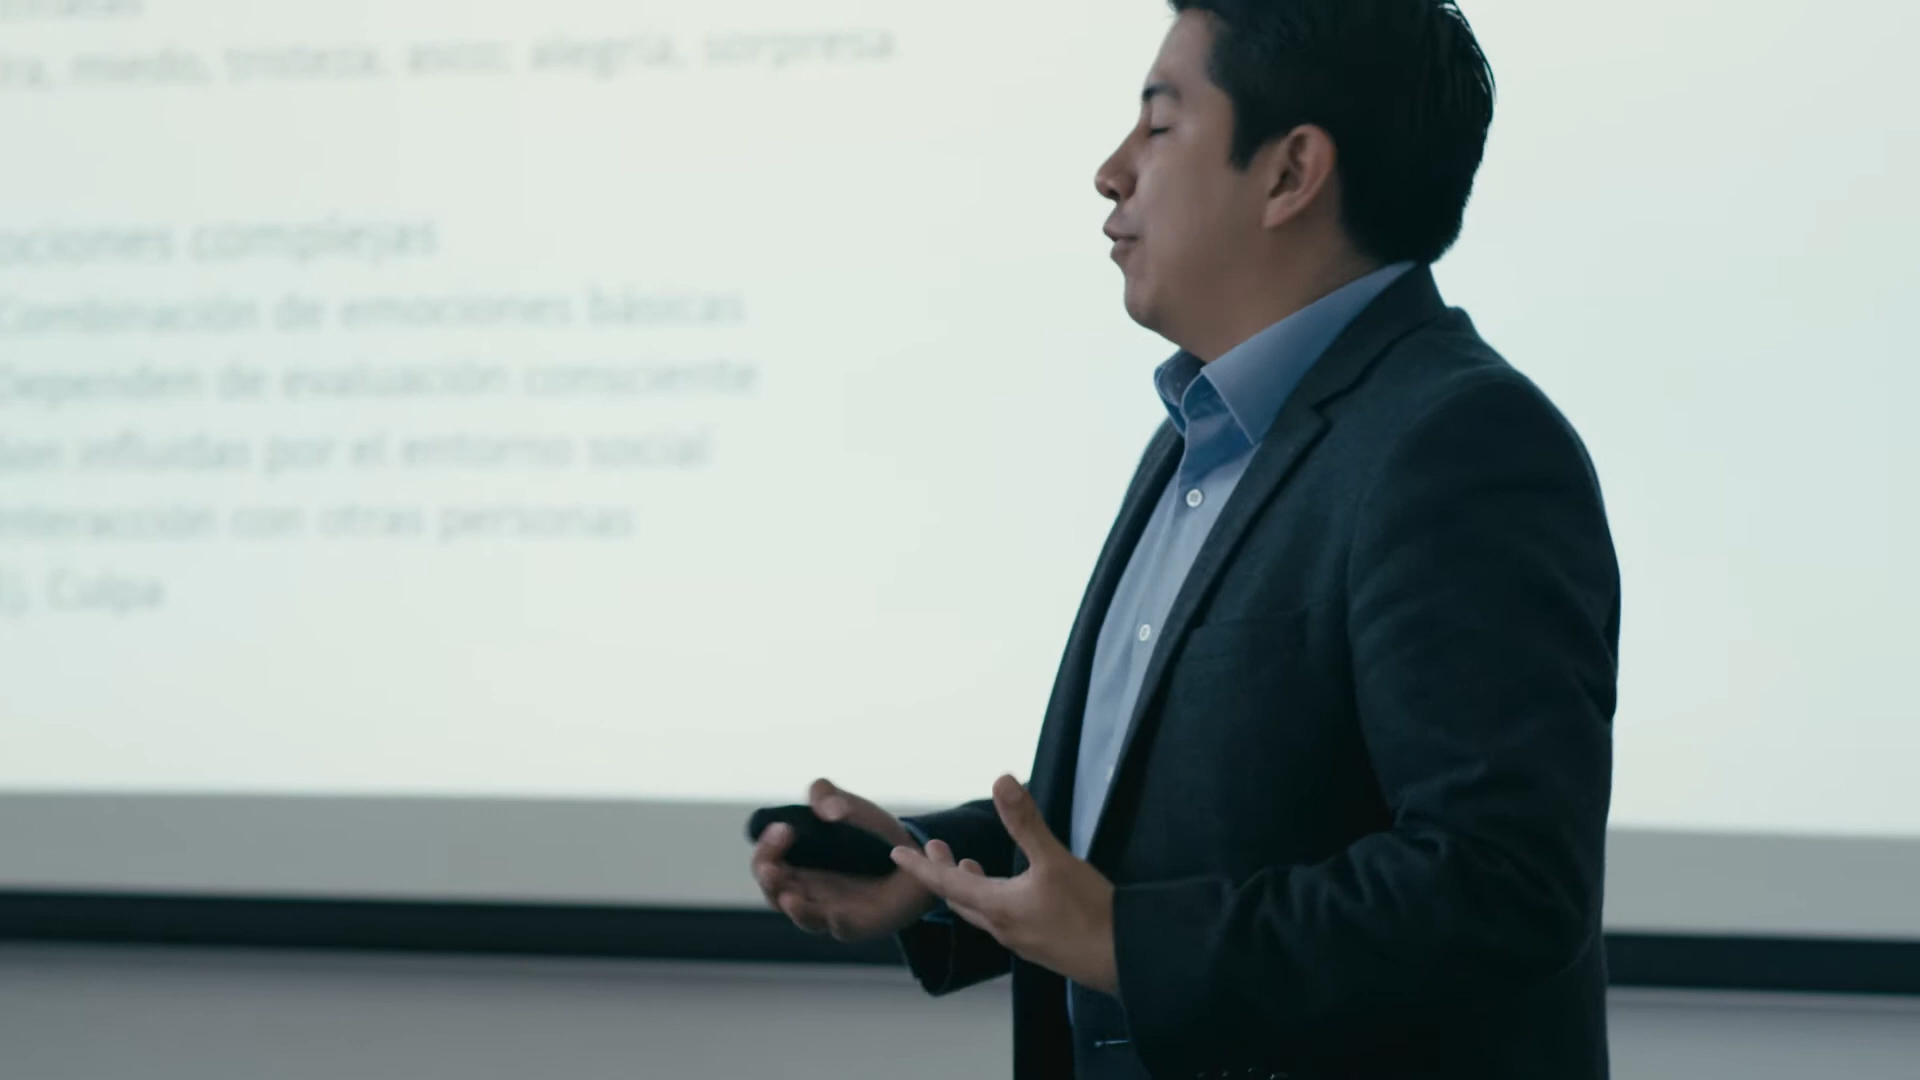 ira, miedo, tristeza, asco, alegría, sorpresa
ociones complejas
Combinación de emociones básicas
Dependen de evaluación consciente
Son influidas por el entorno social
Interacción con otras personas
Culpa